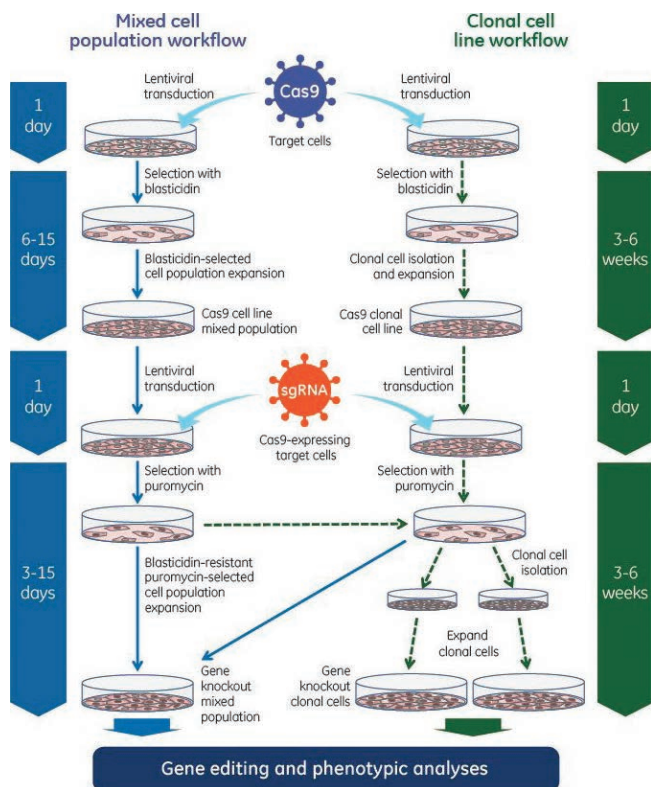 Mixed cell
population workflow
Clonal cell
line workflow
1
day
Lentiviral
transduction
Cas9
Lentiviral
transduction
1
day
Target cells
Selection with
blasticidin
Selection with
blasticidin
6-15
days
Blasticidin-selected
cell population expansion
Clonal cell isolation
and expansion
3-6
weeks
Cas9 cell line
mixed population
Cas9 clonal
cell line
1
day
Lentiviral
transduction
sgRNA
Lentiviral
transduction
1
day
Cas9-expressing
target cells
Selection with
puromycin
Selection with
puromycin
3-15
days
Blasticidin-resistant
puromycin-selected
cell population
expansion
Clonal cell
isolation
3-6
weeks
Expand
clonal cells
Gene
knockout
mixed
population
Gene
knockout
clonal cells
Gene editing and phenotypic analyses